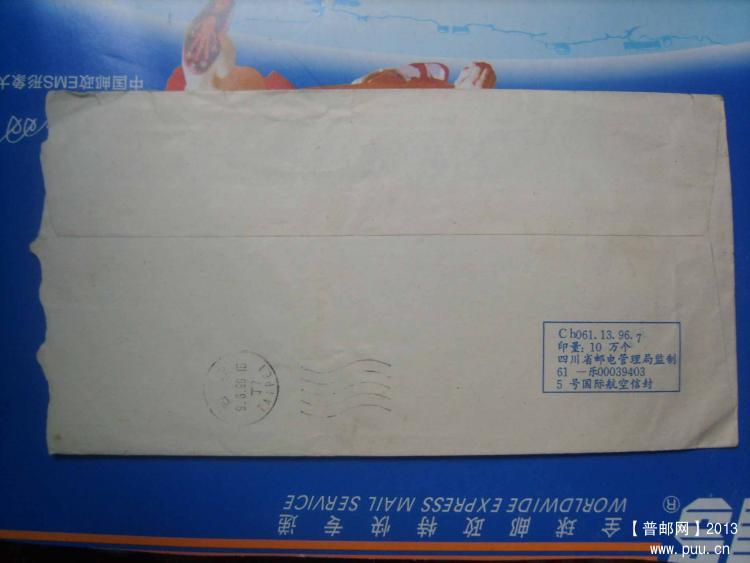 中国邮政EMS形象大
Ch061.13.96.7
印量：10 万个
四川省邮电管理局监制
61 —乐00039403
5 号国际航空信封
TAIPEI
WORLDWIDE EXPRESS MAIL SERVICE
®
全球邮政特快专递
【普邮网】2013
www.puu.cn